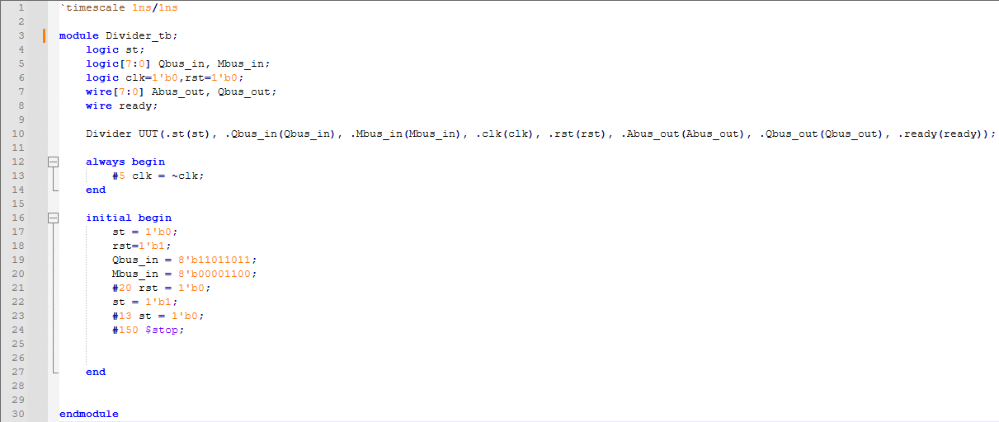 1 `timescale 1ns/1ns
2
3 module Divider_tb;
4 logic st;
5 logic[7:0] Qbus_in, Mbus_in;
6 logic clk=1'b0,rst=1'b0;
7 wire[7:0] Abus_out, Qbus_out;
8 wire ready;
9
10 Divider UUT(.st(st), .Qbus_in(Qbus_in), .Mbus_in(Mbus_in), .clk(clk), .rst(rst), .Abus_out(Abus_out), .Qbus_out(Qbus_out), .ready(ready));
11
12 always begin
13 #5 clk = ~clk;
14 end
15
16 initial begin
17 st = 1'b0;
18 rst=1'b1;
19 Qbus_in = 8'b11011011;
20 Mbus_in = 8'b00001100;
21 #20 rst = 1'b0;
22 st = 1'b1;
23 #13 st = 1'b0;
24 #150 $stop;
25
26
27 end
28
29
30 endmodule